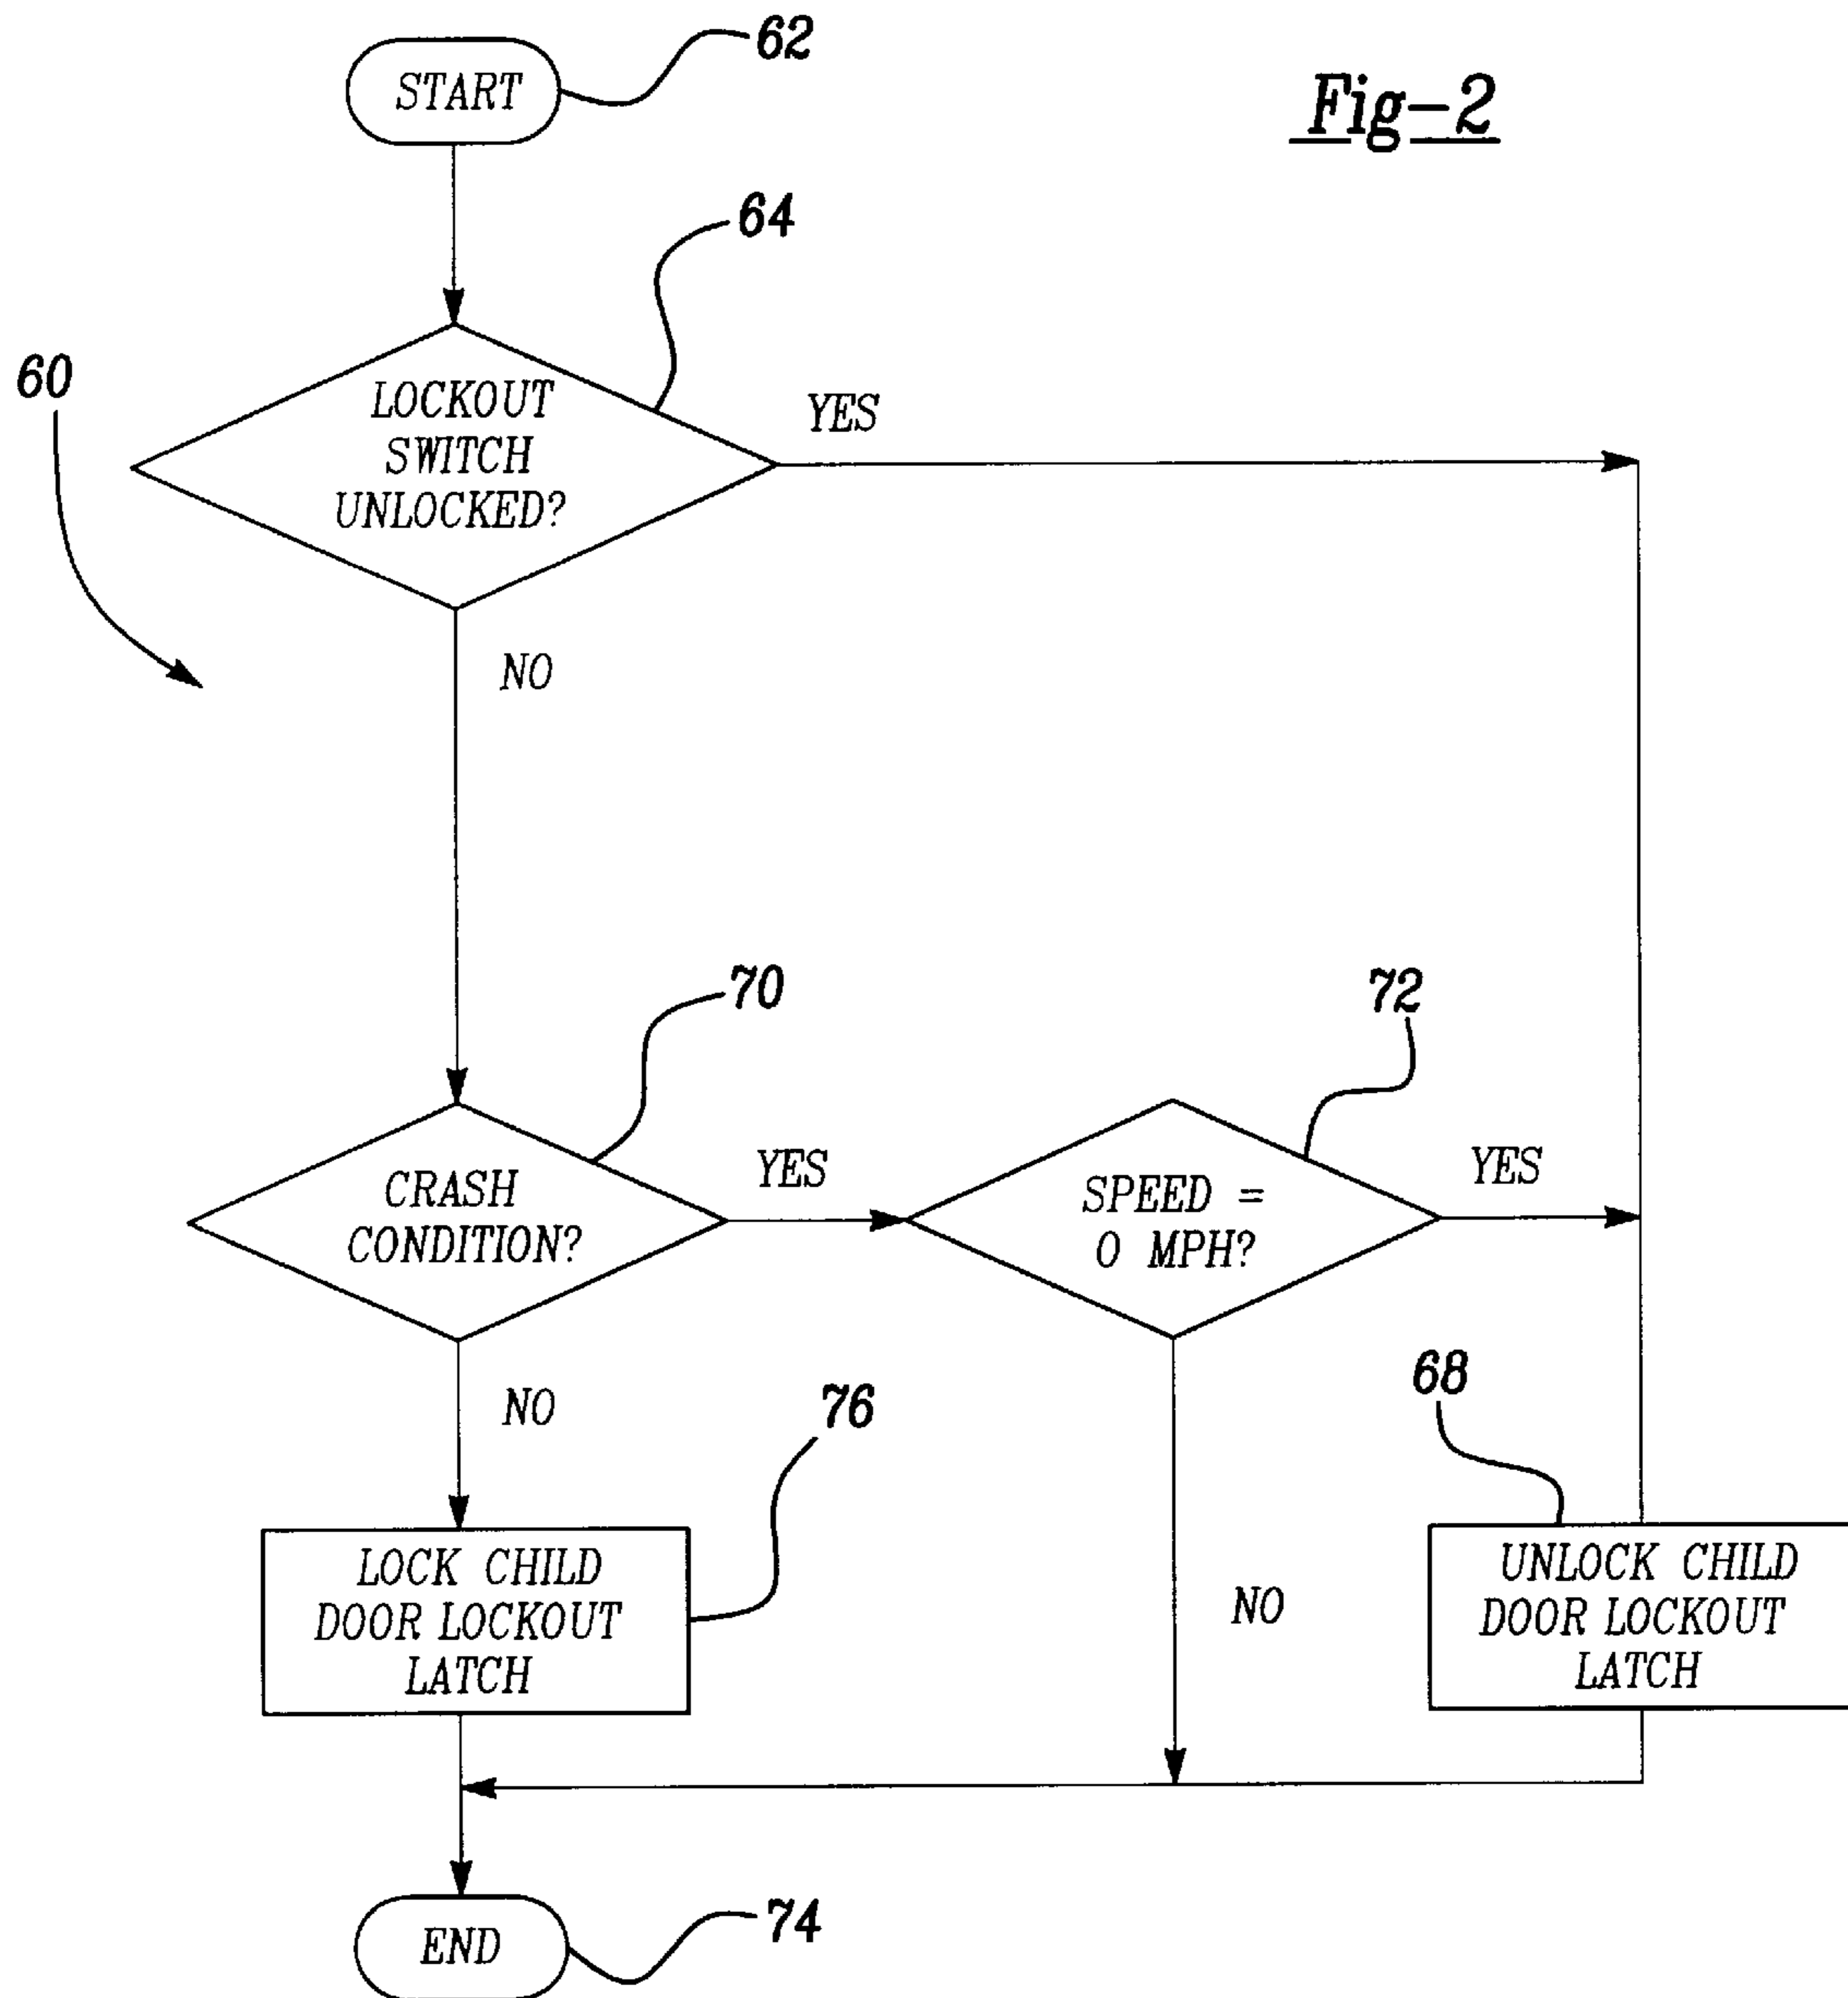 START
62
Fig-2
64
60
LOCKOUT
SWITCH
UNLOCKED?
YES
NO
70
72
CRASH
CONDITION?
YES
SPEED =
0 MPH?
YES
NO
76
68
LOCK CHILD
DOOR LOCKOUT
LATCH
NO
UNLOCK CHILD
DOOR LOCKOUT
LATCH
END
74